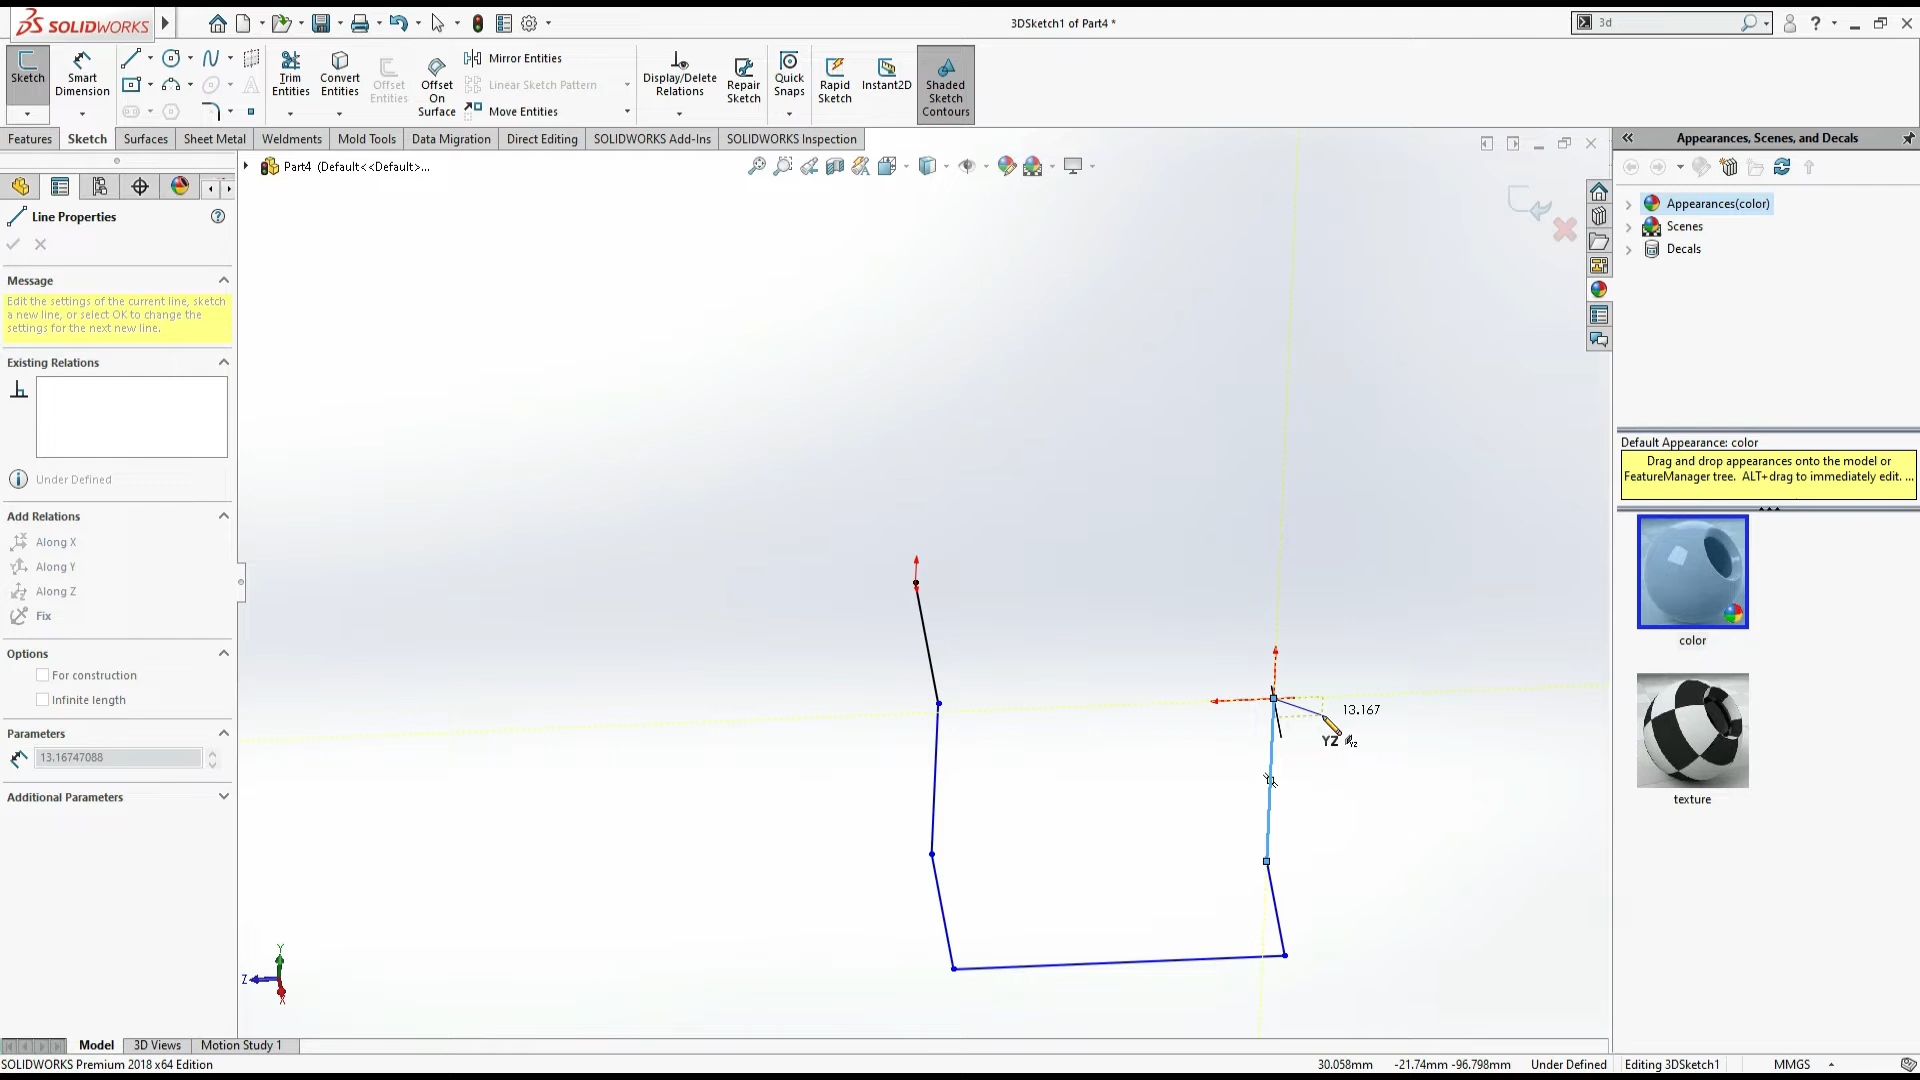 SOLIDWORKS
3DSketch1 of Part4 *
3d
Sketch
Smart Dimension
Trim Entities
Convert Entities
Offset Entities
Offset On Surface
Mirror Entities
Linear Sketch Pattern
Move Entities
Display/Delete Relations
Repair Sketch
Quick Snaps
Rapid Sketch
Instant2D
Shaded Sketch Contours
Features
Sketch
Surfaces
Sheet Metal
Weldments
Mold Tools
Data Migration
Direct Editing
SOLIDWORKS Add-Ins
SOLIDWORKS Inspection
Part4 (Default<<Default>...
Line Properties
Message
Edit the settings of the current line, sketch
a new line, or select OK to change the
settings for the next new line.
Existing Relations
Under Defined
Add Relations
Along X
Along Y
Along Z
Fix
Options
For construction
Infinite length
Parameters
13.16747088
Additional Parameters
13.167
YZ
Y
Z
X
Appearances, Scenes, and Decals
Appearances(color)
Scenes
Decals
Default Appearance: color
Drag and drop appearances onto the model or
FeatureManager tree. ALT+drag to immediately edit. ...
color
texture
Model
3D Views
Motion Study 1
SOLIDWORKS Premium 2018 x64 Edition
30.058mm
-21.74mm -96.798mm
Under Defined
Editing 3DSketch1
MMGS